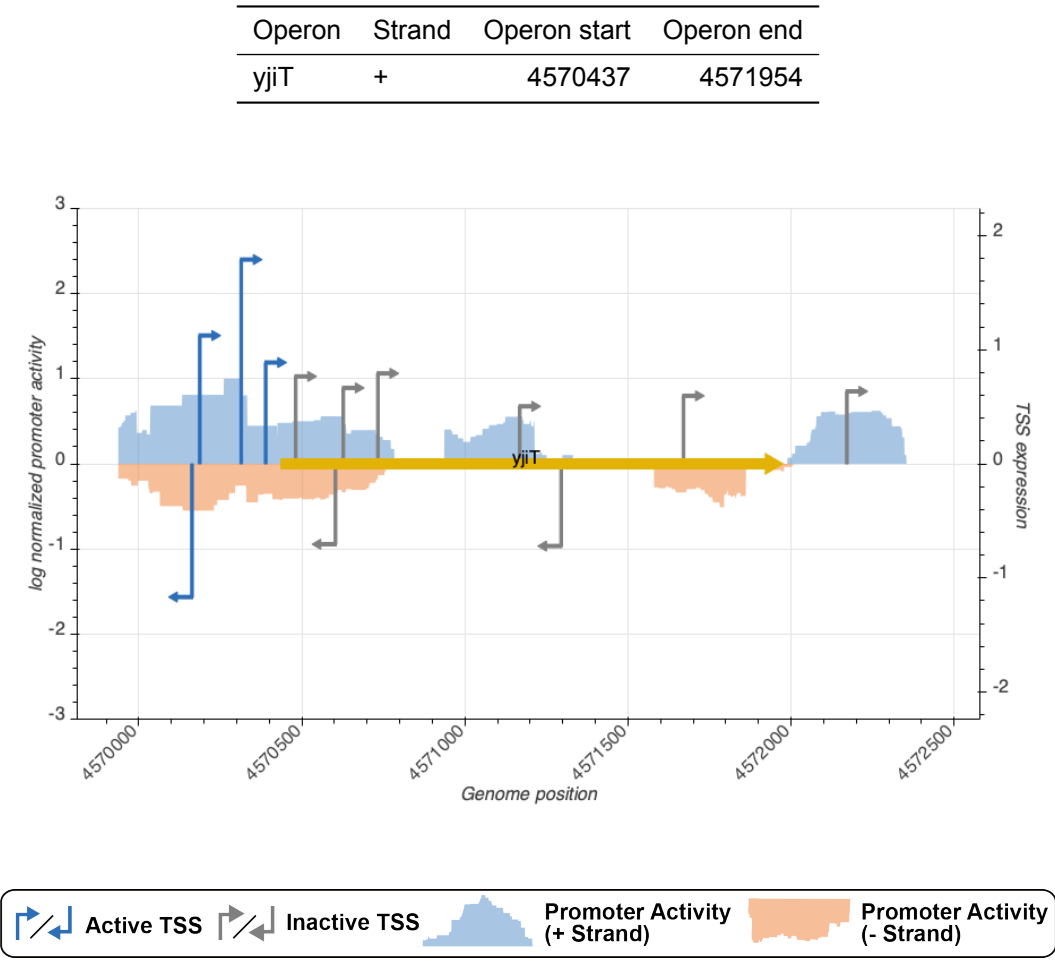 Operon Strand Operon start Operon end
yjiT + 4570437 4571954
3
2
1
0
-1
-2
-3
log normalized promoter activity
2
1
0
-1
-2
TSS expression
yjiT
4570000 4570500 4571000 4571500 4572000 4572500
Genome position
Active TSS
Inactive TSS
Promoter Activity
(+ Strand)
Promoter Activity
(- Strand)